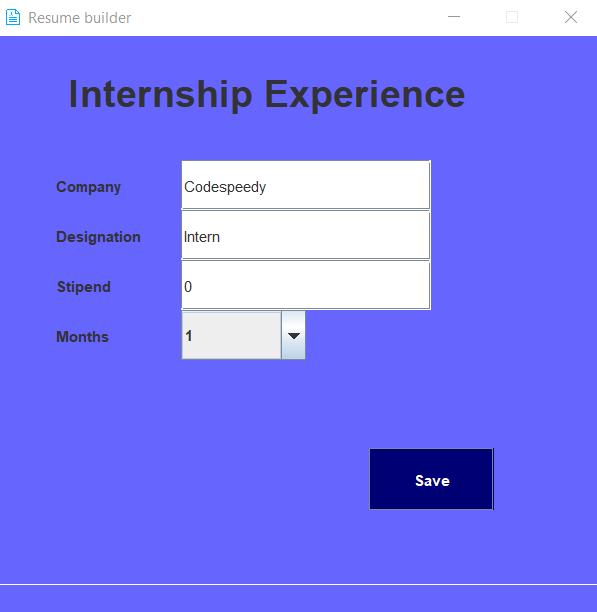 Resume builder
Internship Experience
Company Codespeedy
Designation Intern
Stipend 0
Months 1
Save